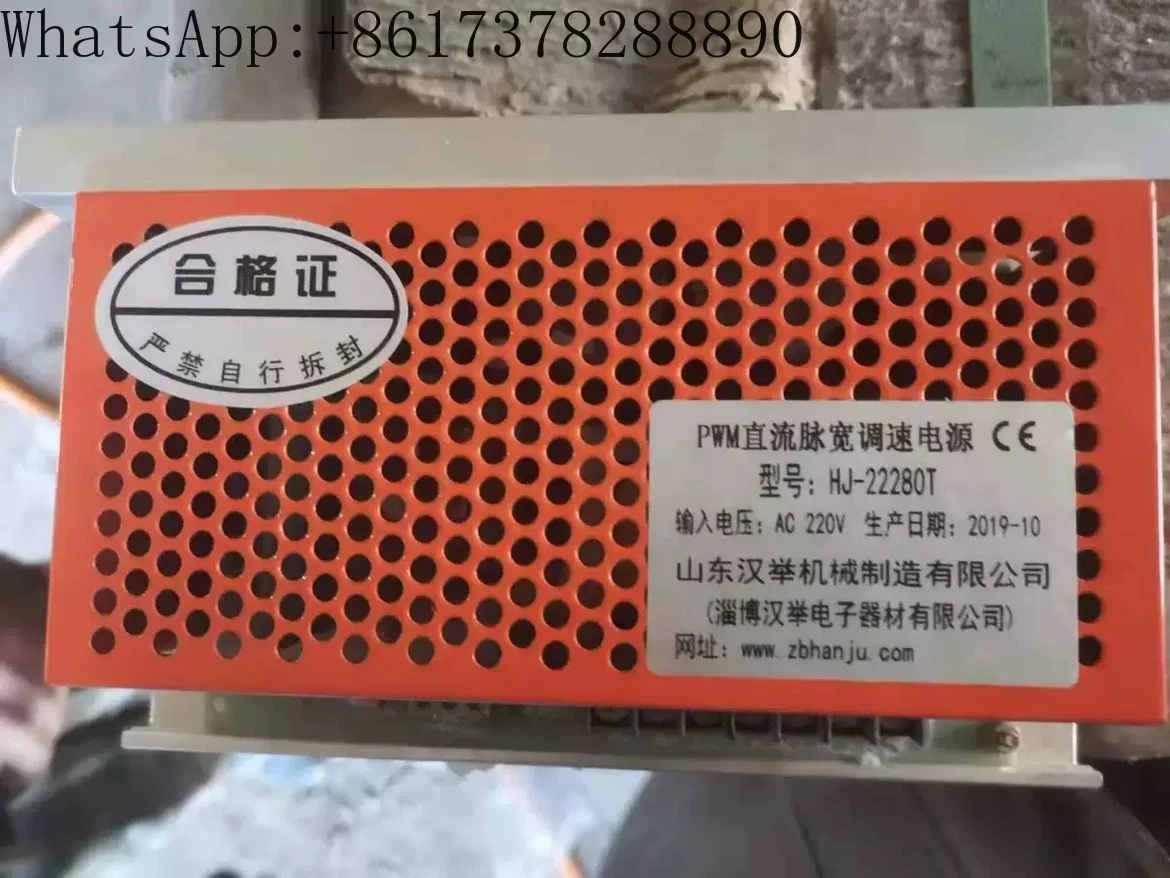 WhatsApp:+8617378288890
合格证
严禁自行拆封
PWM直流脉宽调速电源 CE
型号: HJ-22280T
输入电压: AC 220V 生产日期: 2019-10
山东汉举机械制造有限公司
(淄博汉举电子器材有限公司)
网址: www.zbhanju.com